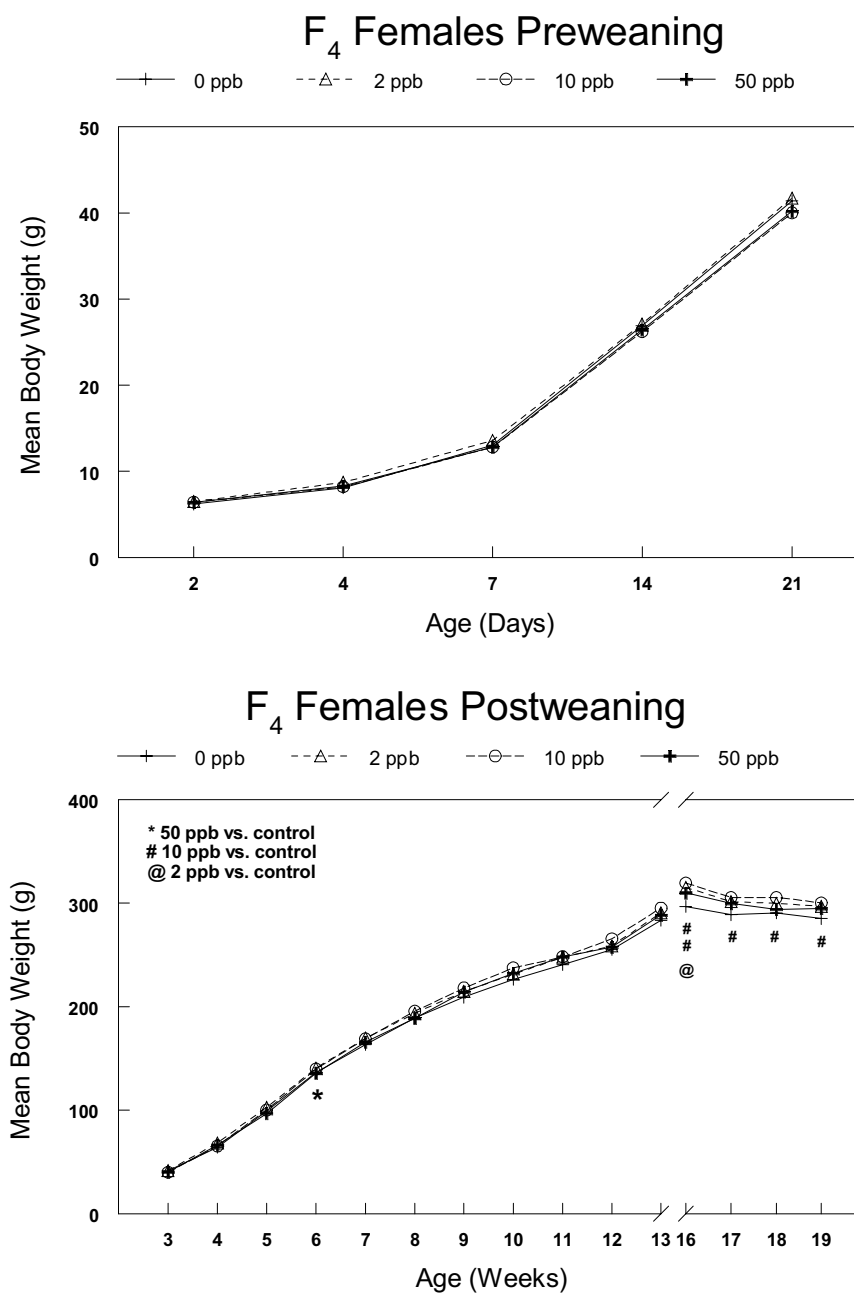 F4 Females Preweaning
0 ppb 2 ppb 10 ppb 50 ppb
50
40
30
20
10
0
Mean Body Weight (g)
2 4 7 14 21
Age (Days)
F4 Females Postweaning
0 ppb 2 ppb 10 ppb 50 ppb
400
300
200
100
0
Mean Body Weight (g)
* 50 ppb vs. control
# 10 ppb vs. control
@ 2 ppb vs. control
# # # #
#
@
*
3 4 5 6 7 8 9 10 11 12 13 16 17 18 19
Age (Weeks)